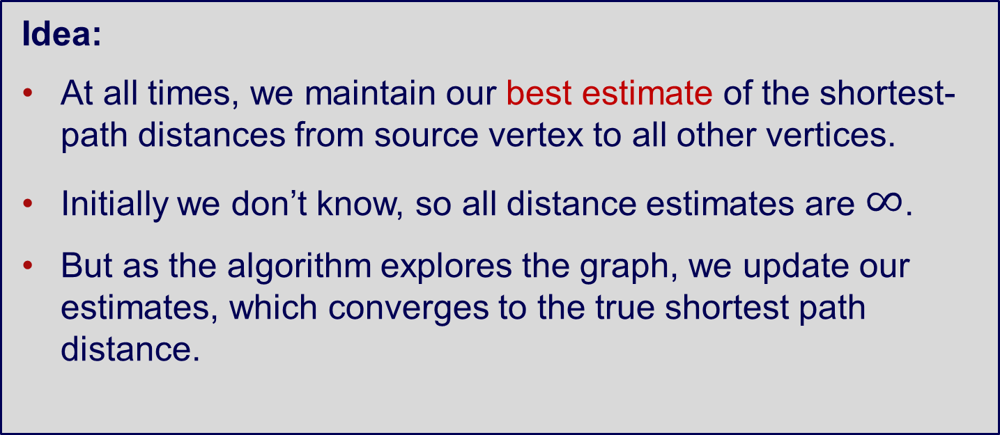 Idea:
• At all times, we maintain our best estimate of the shortest-
path distances from source vertex to all other vertices.
• Initially we don’t know, so all distance estimates are ∞.
• But as the algorithm explores the graph, we update our
estimates, which converges to the true shortest path
distance.